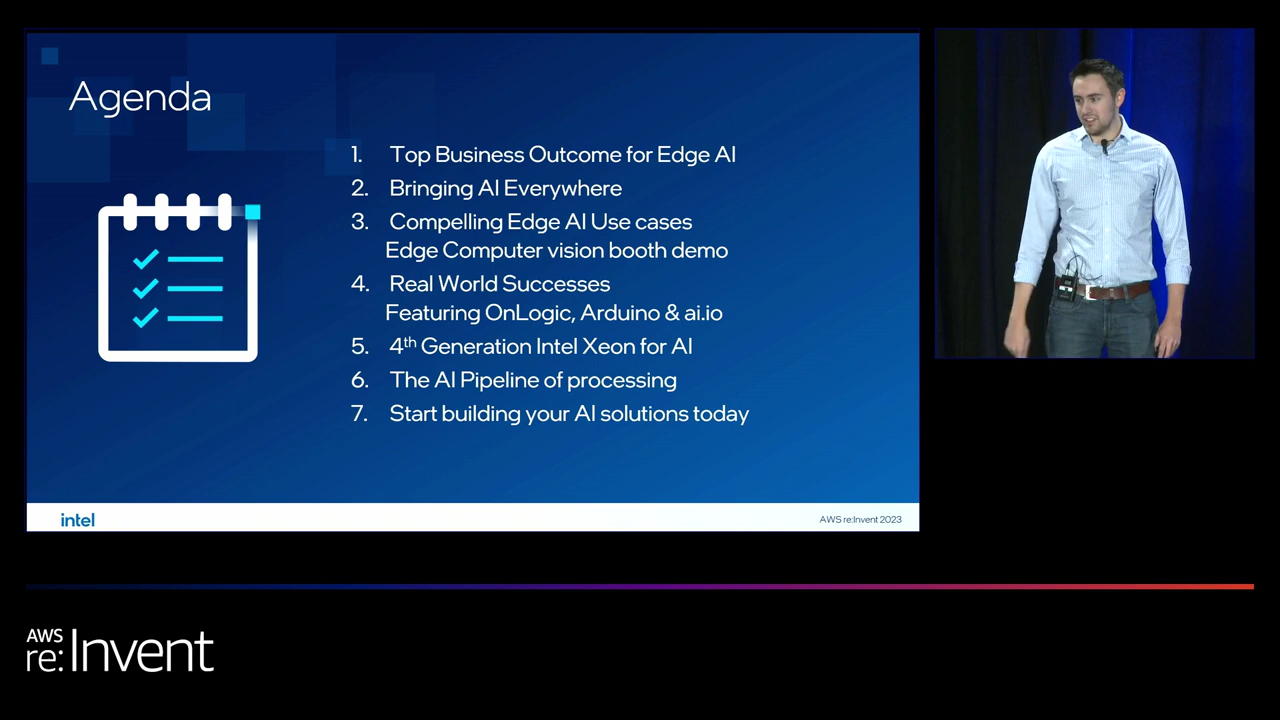 Agenda
1. Top Business Outcome for Edge AI
2. Bringing AI Everywhere
3. Compelling Edge AI Use cases
Edge Computer vision booth demo
4. Real World Successes
Featuring OnLogic, Arduino & ai.io
5. 4th Generation Intel Xeon for AI
6. The AI Pipeline of processing
7. Start building your AI solutions today
intel
AWS re:Invent 2023
AWS
re:Invent